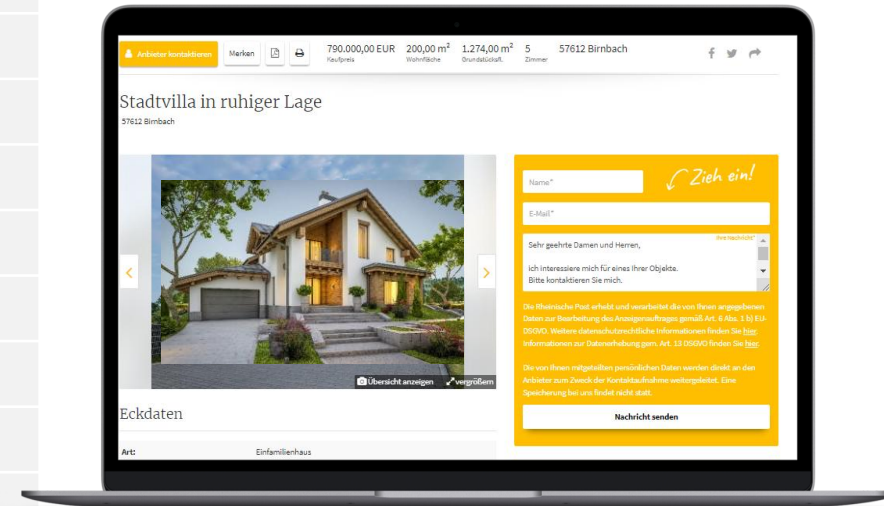 Anbieter kontaktieren
Merken
790.000,00 EUR 200,00 m² 1.274,00 m² 5 57612 Birnbach
Kaufpreis Wohnfläche Grundstücksfl. Zimmer
Stadtvilla in ruhiger Lage
57612 Birnbach
Übersicht anzeigen vergrößern
Eckdaten
Art: Einfamilienhaus
Zieh ein!
Name*
E-Mail*
Ihre Nachricht*
Sehr geehrte Damen und Herren,
ich interessiere mich für eines Ihrer Objekte.
Bitte kontaktieren Sie mich.
Die Rheinische Post erhebt und verarbeitet die von Ihnen angegebenen
Daten zur Bearbeitung des Anzeigenauftrages gemäß Art. 6 Abs. 1 b) EU-
DSGVO. Weitere datenschutzrechtliche Informationen finden Sie hier.
Informationen zur Datenerhebung gem. Art. 13 DSGVO finden Sie hier.
Die von Ihnen mitgeteilten persönlichen Daten werden direkt an den
Anbieter zum Zweck der Kontaktaufnahme weitergeleitet. Eine
Speicherung bei uns findet nicht statt.
Nachricht senden